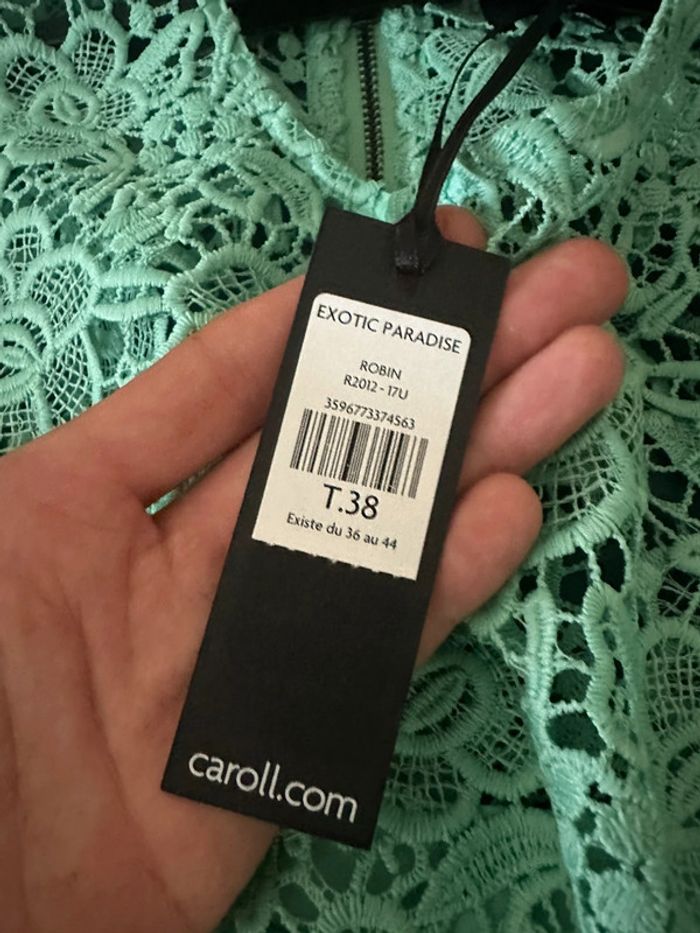 EXOTIC PARADISE
ROBIN
R2012 - 17U
3596773374563
T.38
Existe du 36 au 44
caroll.com